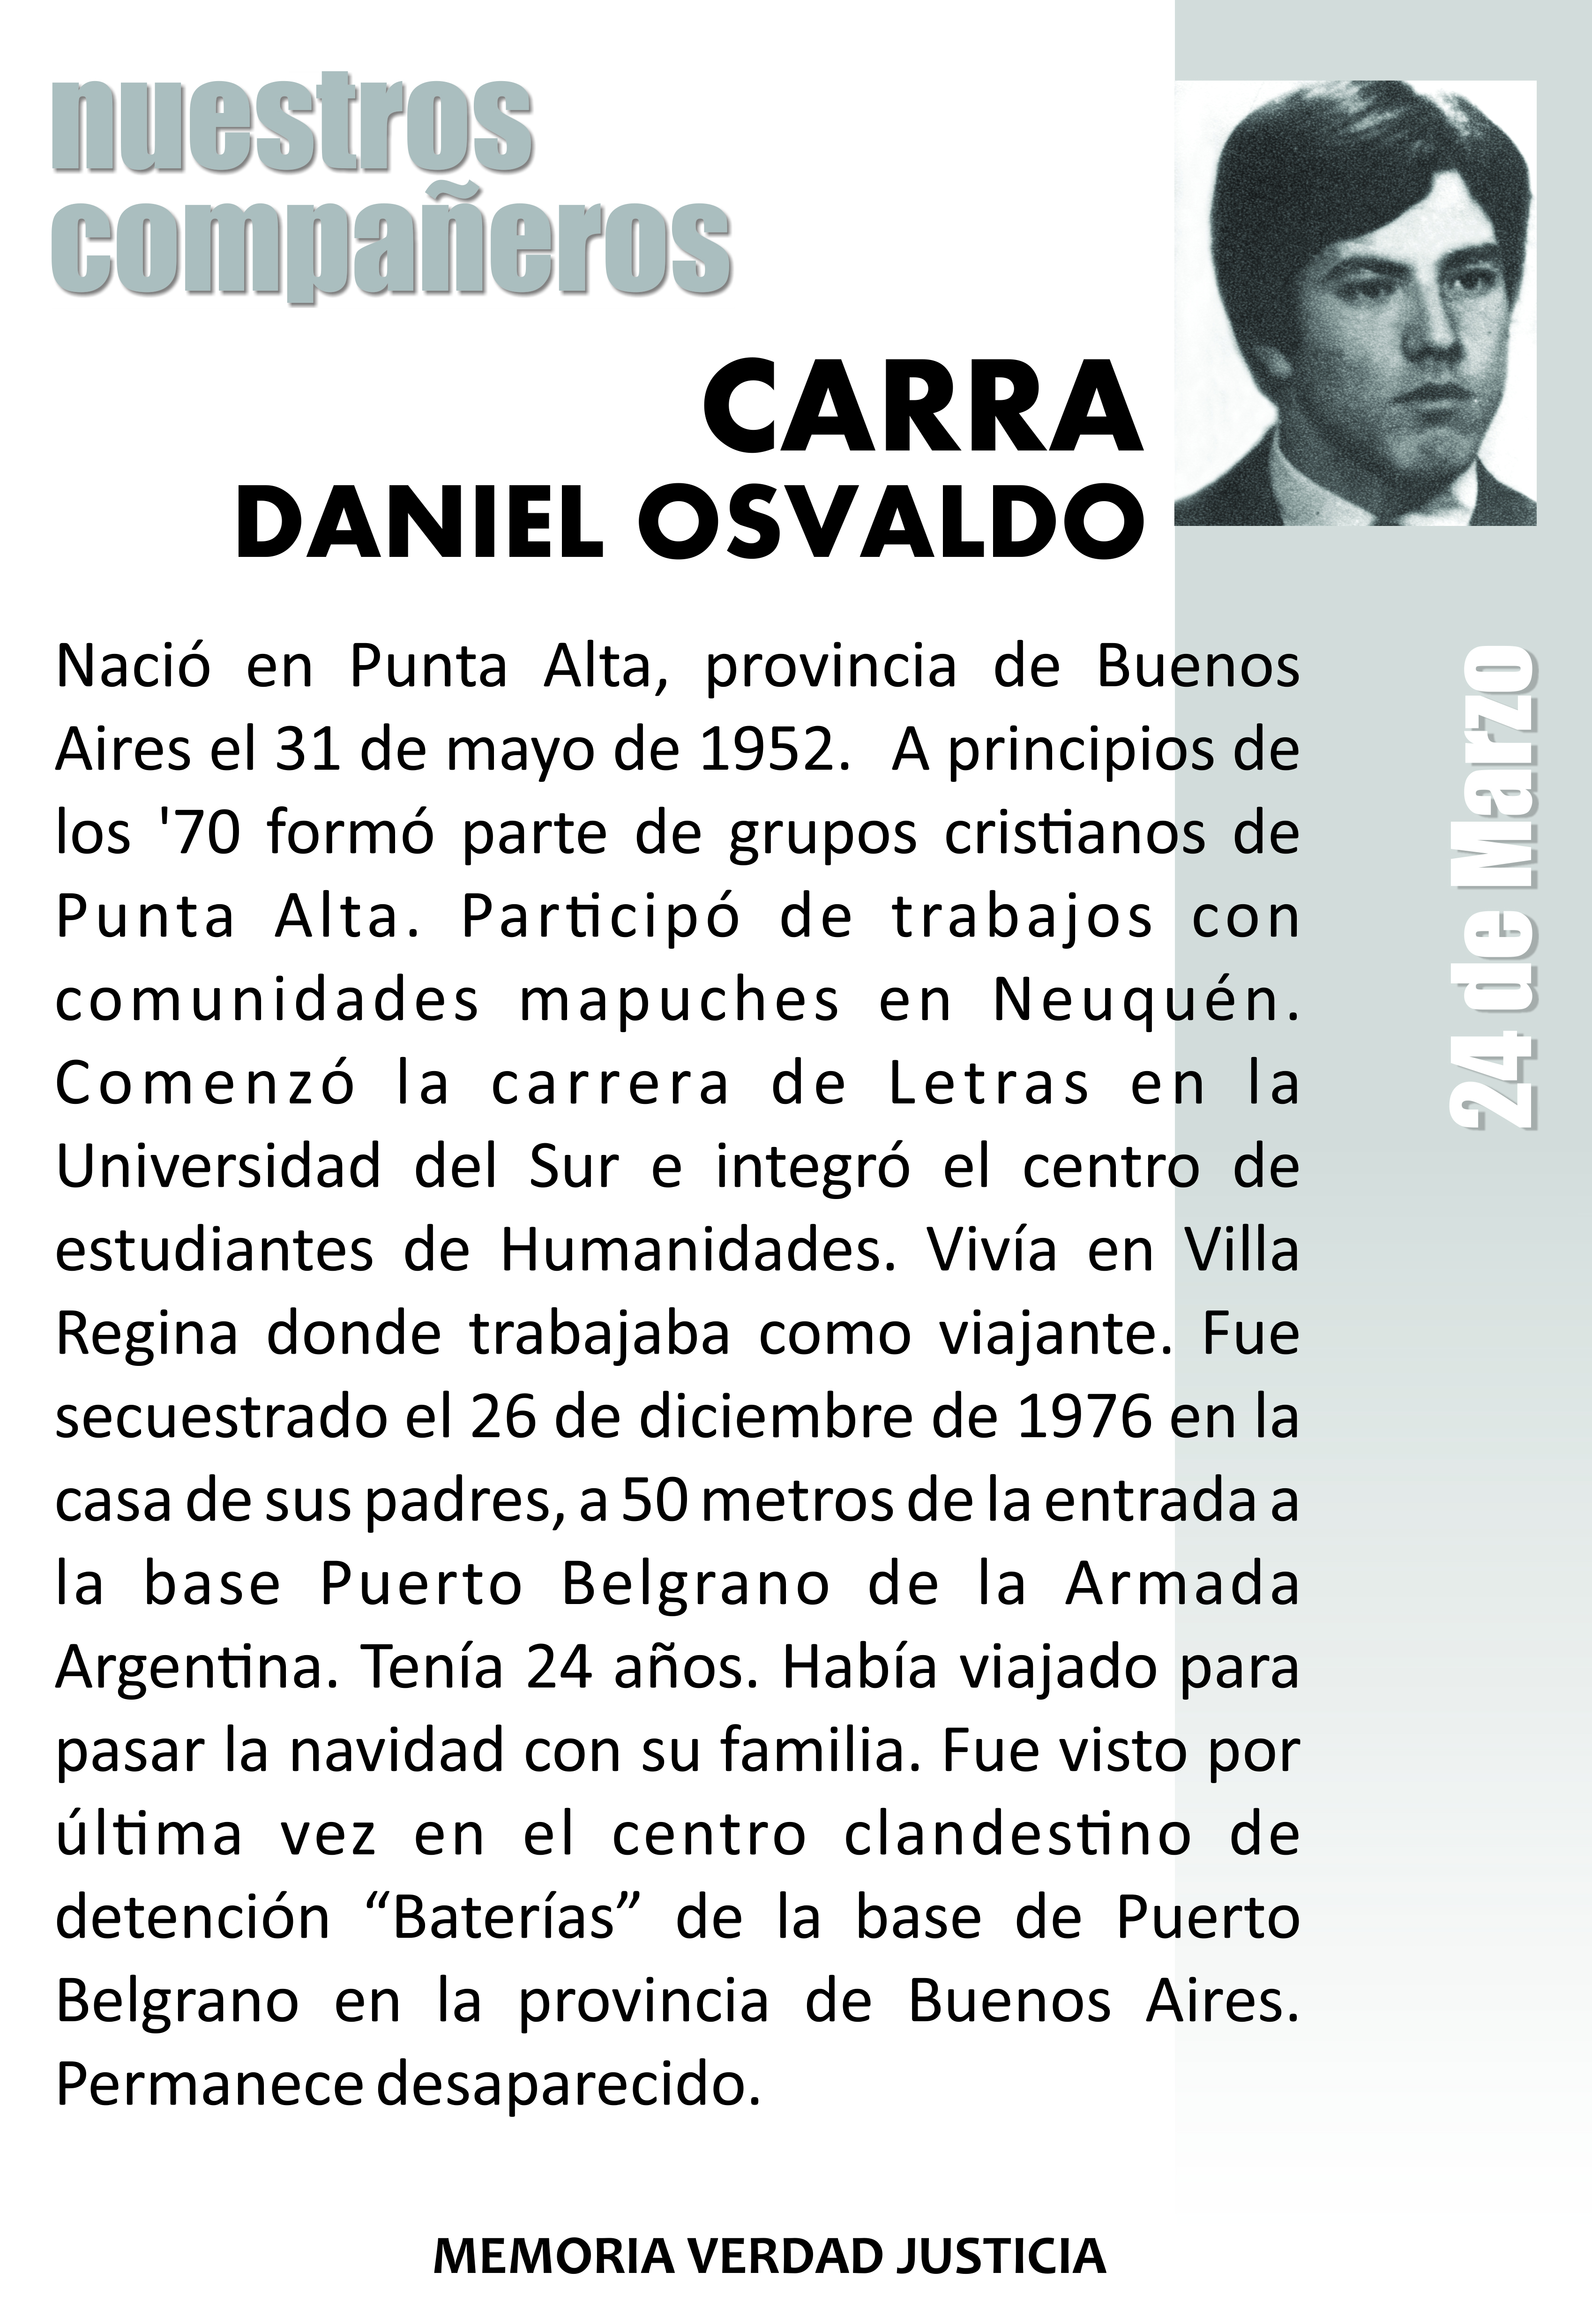 nuestros
compañeros
CARRA
DANIEL OSVALDO
Nació en Punta Alta, provincia de Buenos
Aires el 31 de mayo de 1952. A principios de
los '70 formó parte de grupos cristianos de
Punta Alta. Participó de trabajos con
comunidades mapuches en Neuquén.
Comenzó la carrera de Letras en la
Universidad del Sur e integró el centro de
estudiantes de Humanidades. Vivía en Villa
Regina donde trabajaba como viajante. Fue
secuestrado el 26 de diciembre de 1976 en la
casa de sus padres, a 50 metros de la entrada a
la base Puerto Belgrano de la Armada
Argentina. Tenía 24 años. Había viajado para
pasar la navidad con su familia. Fue visto por
última vez en el centro clandestino de
detención “Baterías” de la base de Puerto
Belgrano en la provincia de Buenos Aires.
Permanece desaparecido.
24 de Marzo
MEMORIA VERDAD JUSTICIA